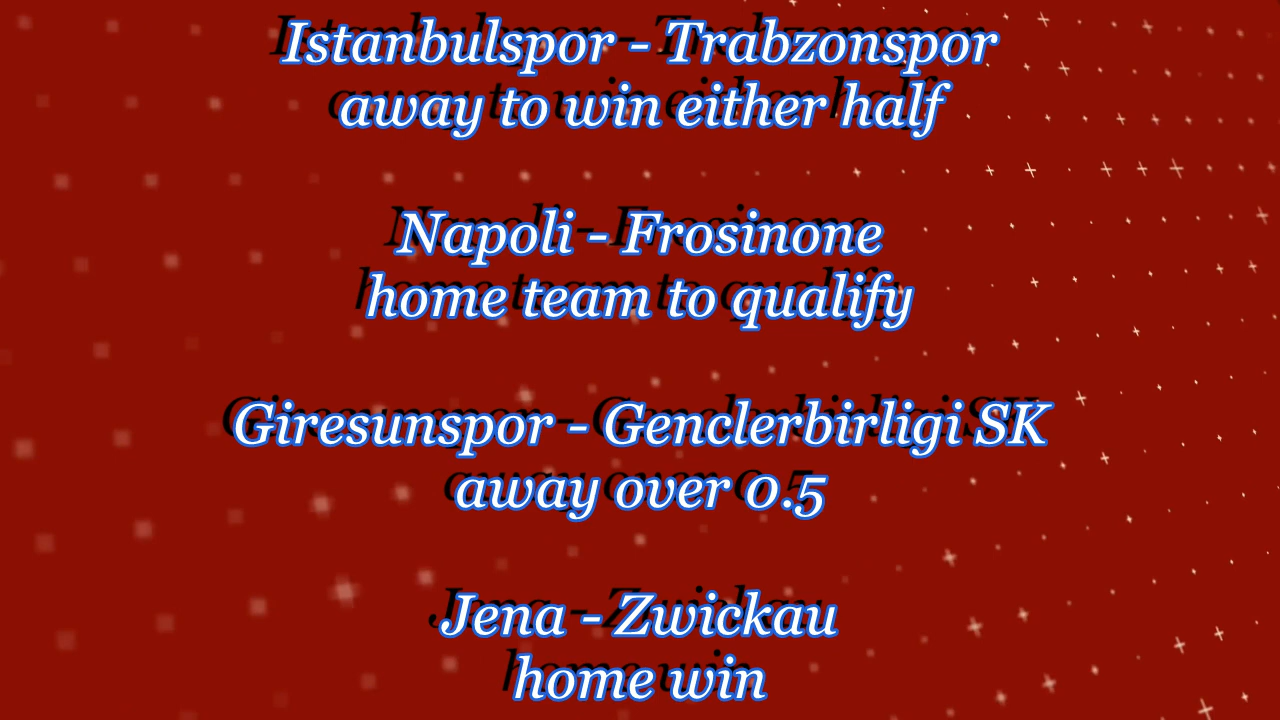 Istanbulspor - Trabzonspor
away to win either half
Napoli - Frosinone
home team to qualify
Giresunspor - Genclerbirligi SK
away over 0.5
Jena - Zwickau
home win